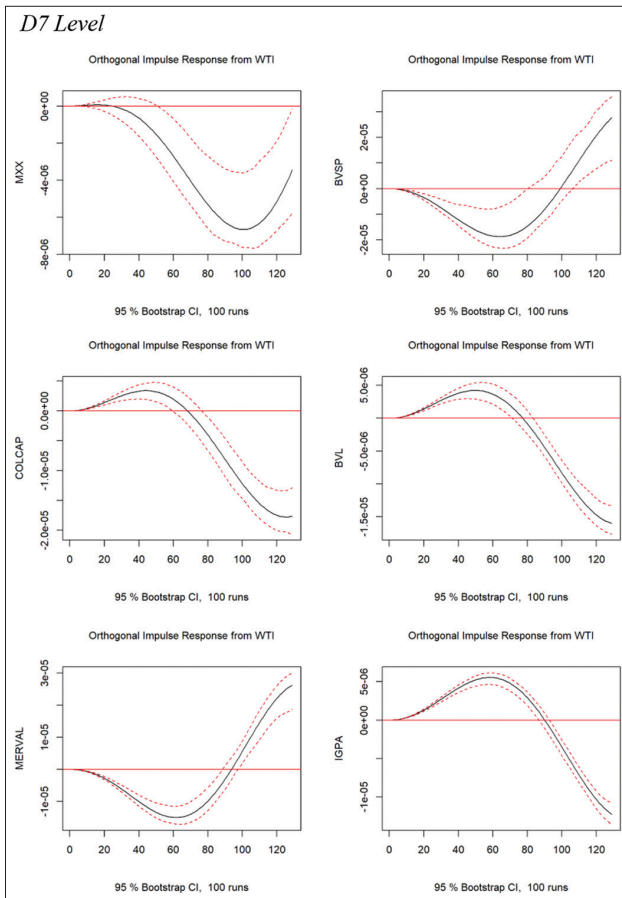 D7 Level
Orthogonal Impulse Response from WTI
MXX
0e+00
-4e-06
-8e-06
0 20 40 60 80 100 120
95 % Bootstrap CI, 100 runs
Orthogonal Impulse Response from WTI
BVSP
2e-05
0e+00
-2e-05
0 20 40 60 80 100 120
95 % Bootstrap CI, 100 runs
Orthogonal Impulse Response from WTI
COLCAP
0.0e+00
-1.0e-05
-2.0e-05
0 20 40 60 80 100 120
95 % Bootstrap CI, 100 runs
Orthogonal Impulse Response from WTI
BVL
5.0e-06
-5.0e-06
-1.5e-05
0 20 40 60 80 100 120
95 % Bootstrap CI, 100 runs
Orthogonal Impulse Response from WTI
MERVAL
3e-05
1e-05
-1e-05
0 20 40 60 80 100 120
95 % Bootstrap CI, 100 runs
Orthogonal Impulse Response from WTI
IGPA
5e-06
0e+00
-1e-05
0 20 40 60 80 100 120
95 % Bootstrap CI, 100 runs